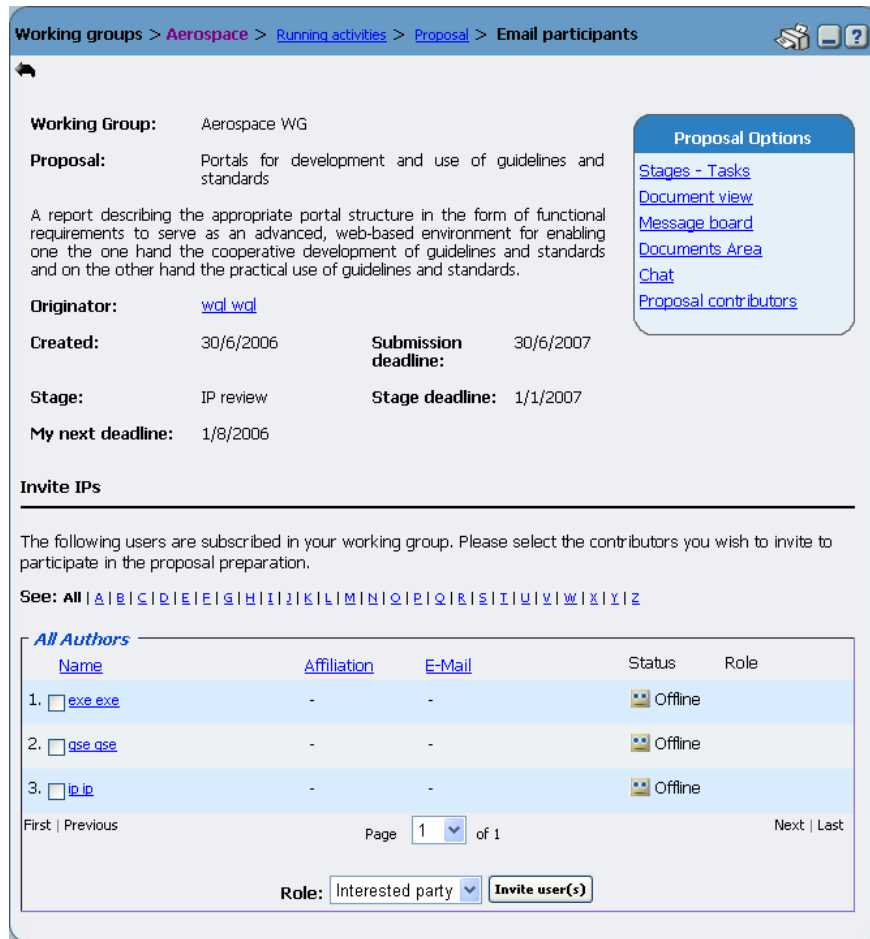 Working groups > Aerospace > Running activities > Proposal > Email participants
?
Working Group: Aerospace WG
Proposal: Portals for development and use of guidelines and
standards
A report describing the appropriate portal structure in the form of functional
requirements to serve as an advanced, web-based environment for enabling
one the one hand the cooperative development of guidelines and standards
and on the other hand the practical use of guidelines and standards.
Originator: wgl wgl
Created: 30/6/2006 Submission deadline: 30/6/2007
Stage: IP review Stage deadline: 1/1/2007
My next deadline: 1/8/2006
Proposal Options
Stages - Tasks
Document view
Message board
Documents Area
Chat
Proposal contributors
Invite IPs
The following users are subscribed in your working group. Please select the contributors you wish to invite to
participate in the proposal preparation.
See: All | A | B | C | D | E | F | G | H | I | J | K | L | M | N | O | P | Q | R | S | T | U | V | W | X | Y | Z
All Authors
Name Affiliation E-Mail Status Role
1. exe exe - - Offline
2. gse gse - - Offline
3. ip ip - - Offline
First | Previous Page 1 of 1 Next | Last
Role: Interested party Invite user(s)